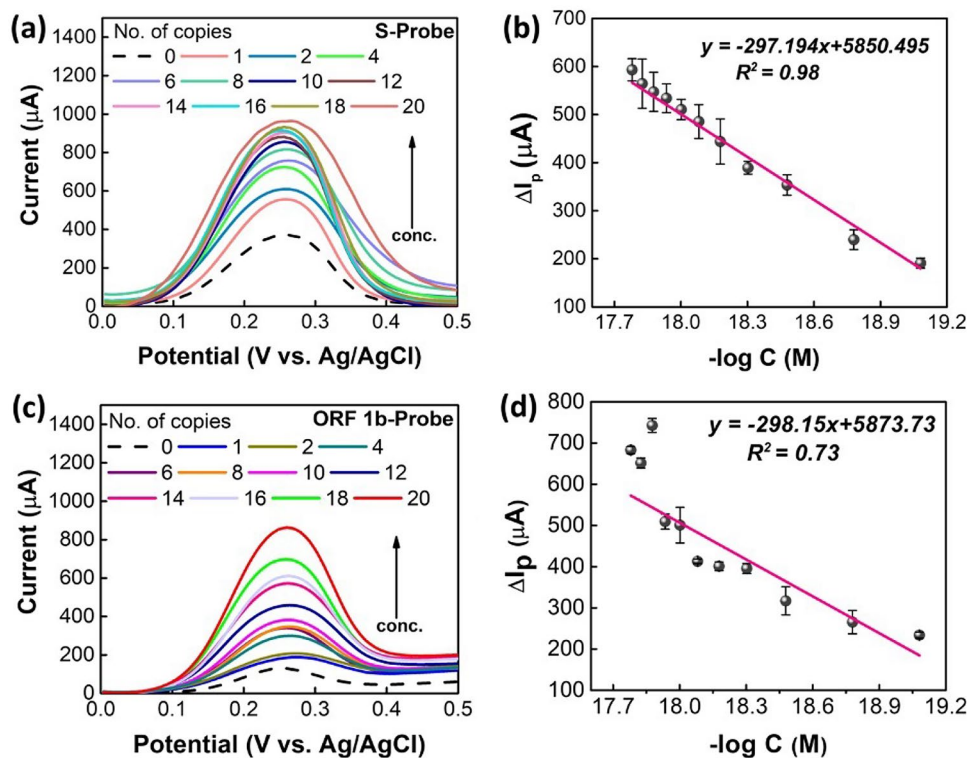 (a)
No. of copies S-Probe
0 1 2 4
6 8 10 12
14 16 18 20
conc.
Current (μA)
1400
1200
1000
800
600
400
200
0
0.0 0.1 0.2 0.3 0.4 0.5
Potential (V vs. Ag/AgCl)
(b)
y = -297.194x+5850.495
R² = 0.98
ΔIp (μA)
700
600
500
400
300
200
100
17.7 18.0 18.3 18.6 18.9 19.2
-log C (M)
(c)
No. of copies ORF 1b-Probe
0 1 2 4
6 8 10 12
14 16 18 20
conc.
Current (μA)
1400
1200
1000
800
600
400
200
0
0.0 0.1 0.2 0.3 0.4 0.5
Potential (V vs. Ag/AgCl)
(d)
y = -298.15x+5873.73
R² = 0.73
ΔIp (μA)
800
700
600
500
400
300
200
100
17.7 18.0 18.3 18.6 18.9 19.2
-log C (M)